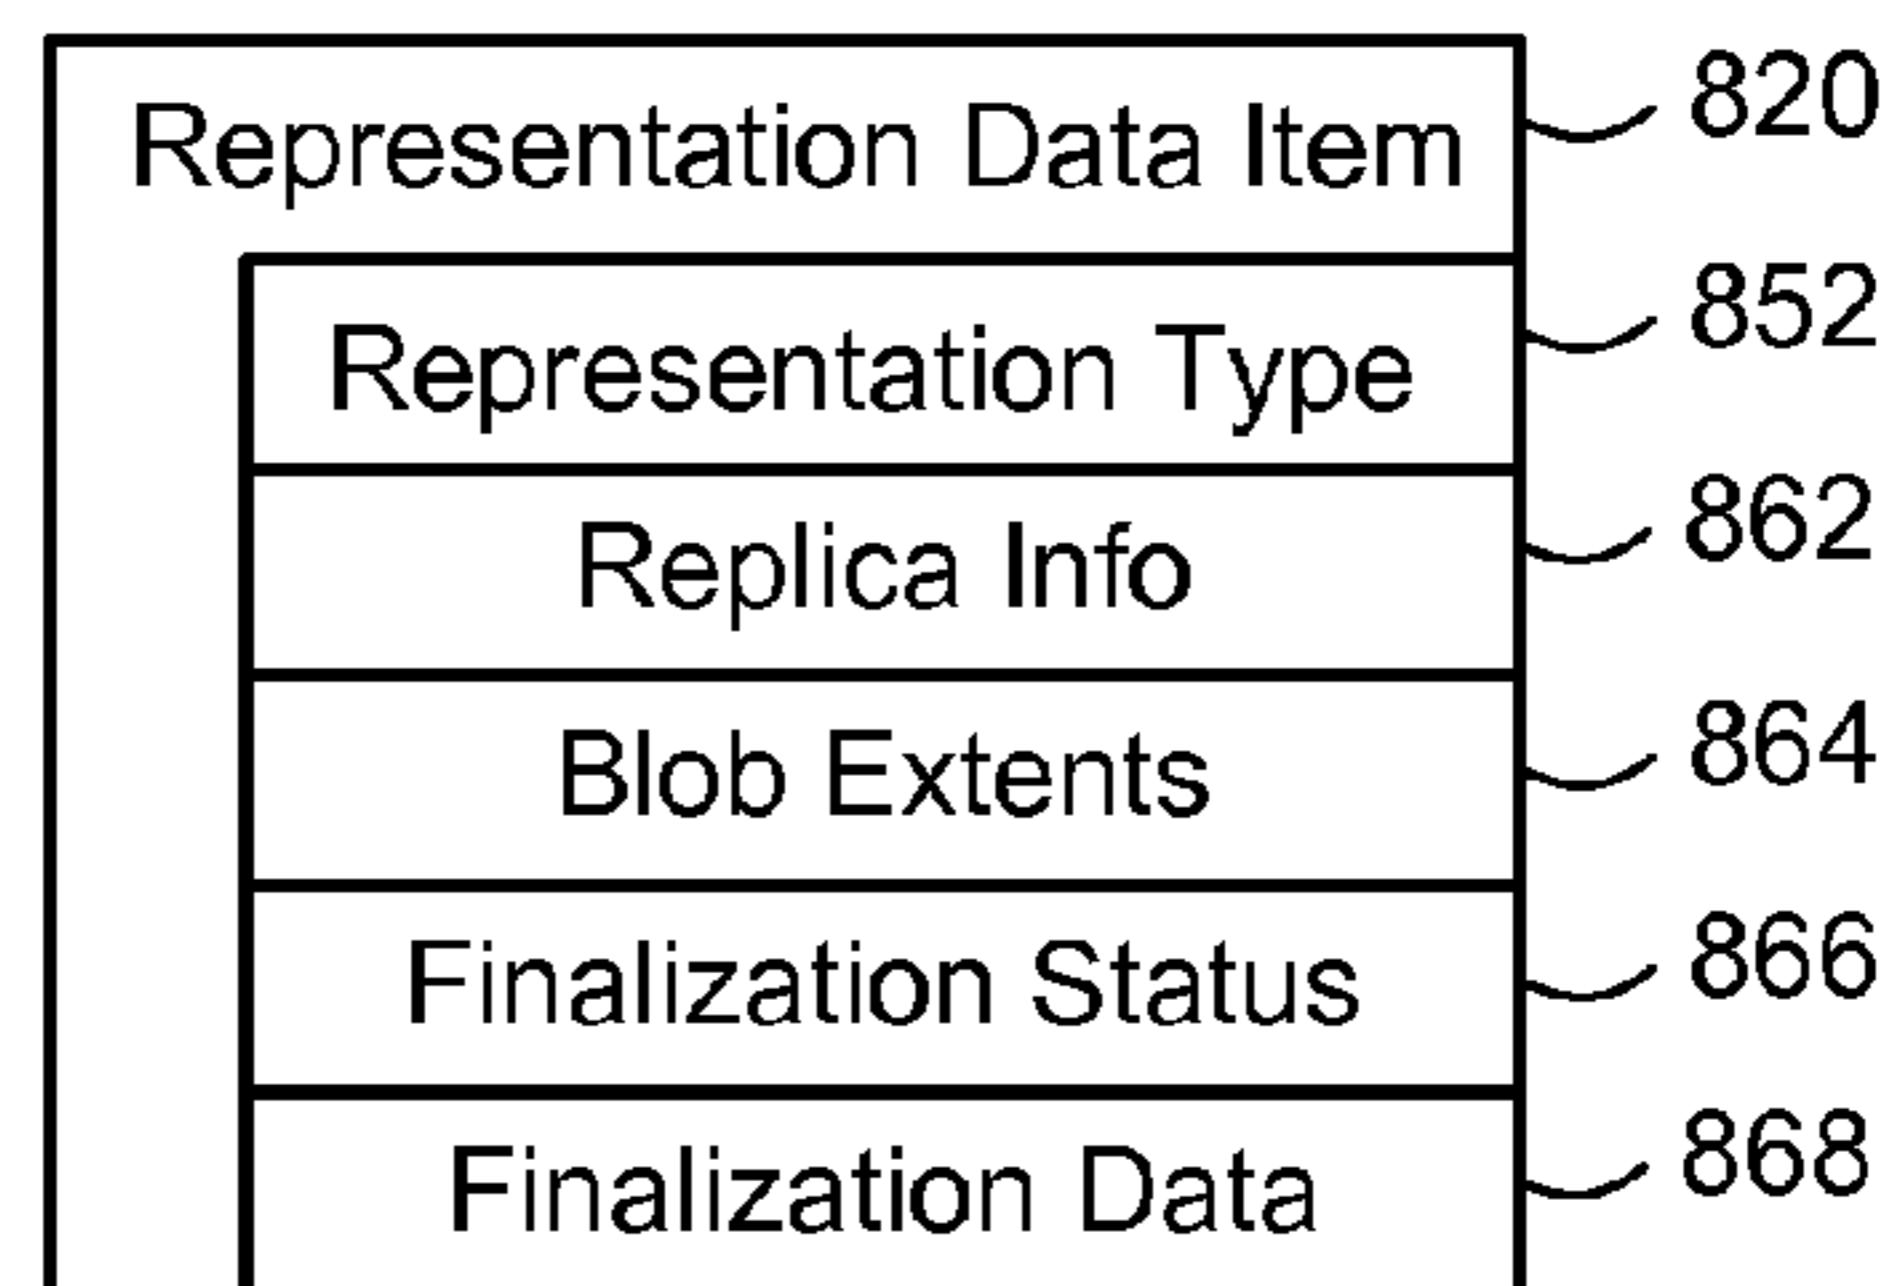 Representation Data Item 820
Representation Type 852
Replica Info 862
Blob Extents 864
Finalization Status 866
Finalization Data 868